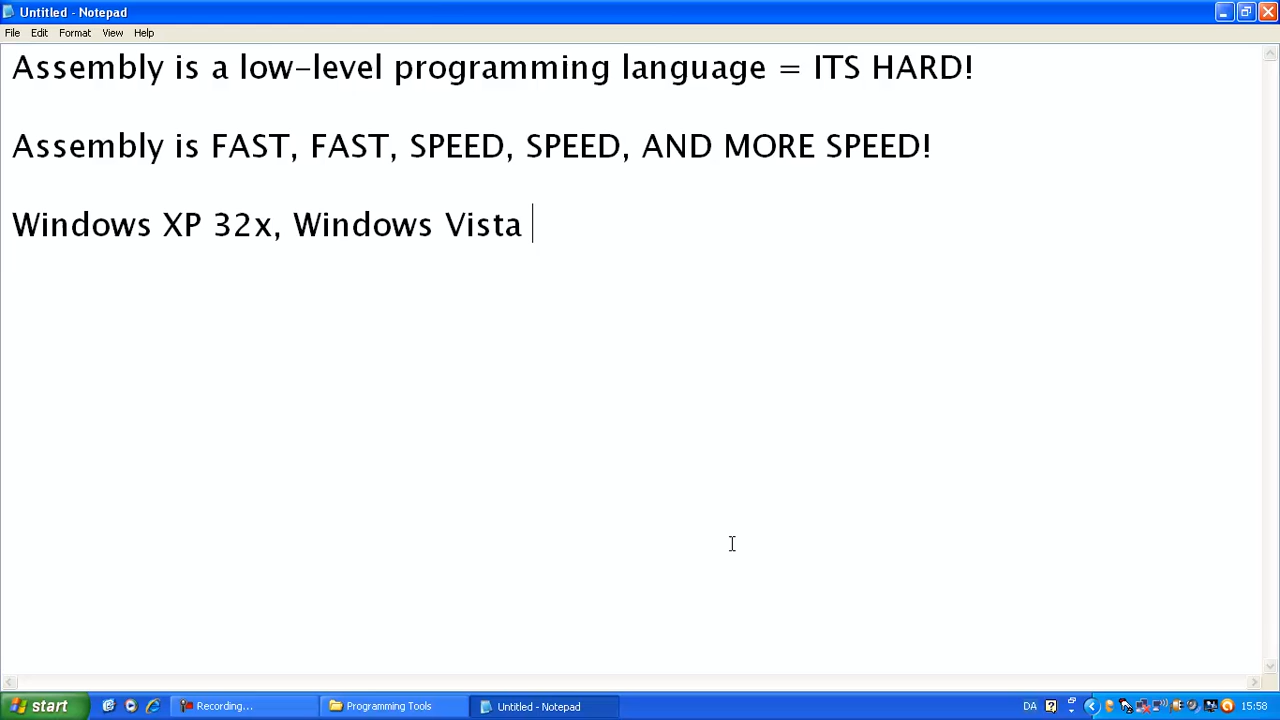 Untitled - Notepad
File Edit Format View Help
Assembly is a low-level programming language = ITS HARD!
Assembly is FAST, FAST, SPEED, SPEED, AND MORE SPEED!
Windows XP 32x, Windows Vista
start Recording... Programming Tools Untitled - Notepad DA 15:58